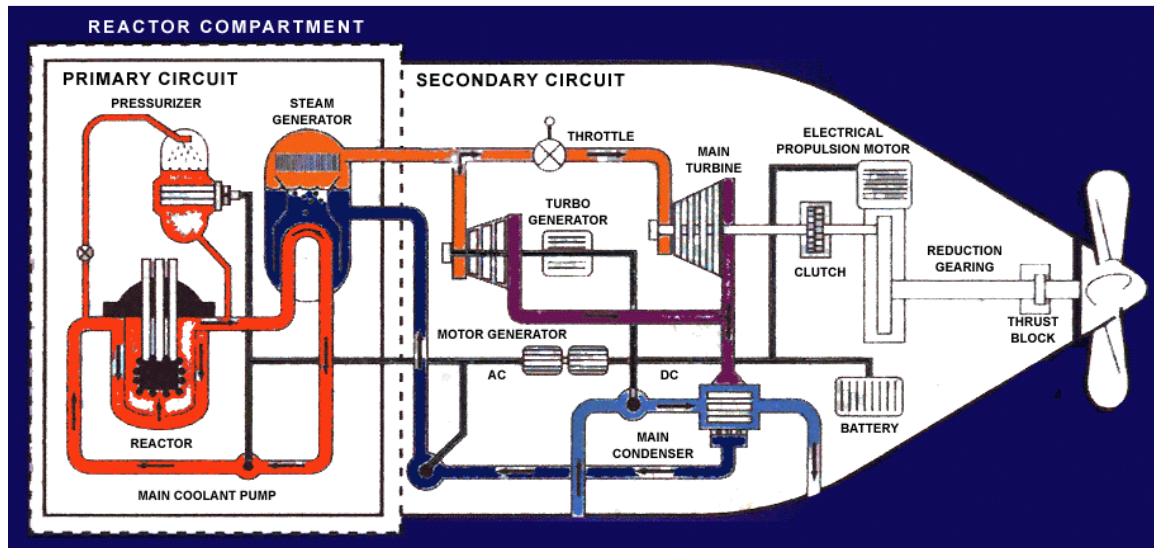 REACTOR COMPARTMENT
PRIMARY CIRCUIT
SECONDARY CIRCUIT
PRESSURIZER
STEAM
GENERATOR
THROTTLE
MAIN
TURBINE
ELECTRICAL
PROPULSION MOTOR
TURBO
GENERATOR
CLUTCH
REDUCTION
GEARING
THRUST
BLOCK
MOTOR GENERATOR
AC
DC
REACTOR
MAIN
CONDENSER
BATTERY
MAIN COOLANT PUMP